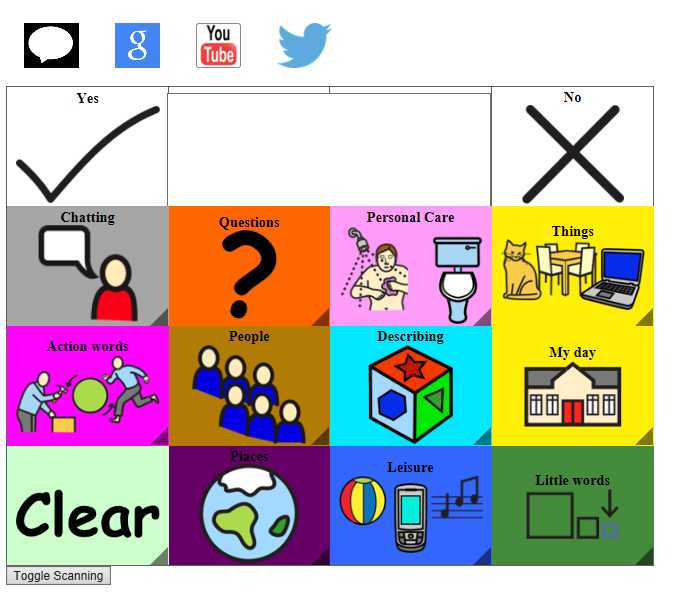 g
You
Tube
Yes
No
Chatting
Questions
Personal Care
Things
Action words
People
Describing
My day
Clear
Places
Leisure
Little words
Toggle Scanning